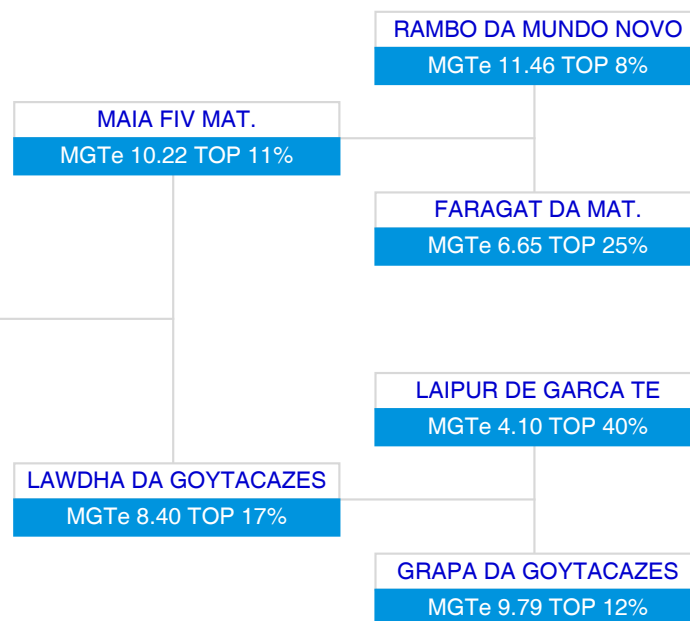 RAMBO DA MUNDO NOVO
MGTe 11.46 TOP 8%
MAIA FIV MAT.
MGTe 10.22 TOP 11%
FARAGAT DA MAT.
MGTe 6.65 TOP 25%
LAIPUR DE GARCA TE
MGTe 4.10 TOP 40%
LAWDHA DA GOYTACAZES
MGTe 8.40 TOP 17%
GRAPA DA GOYTACAZES
MGTe 9.79 TOP 12%